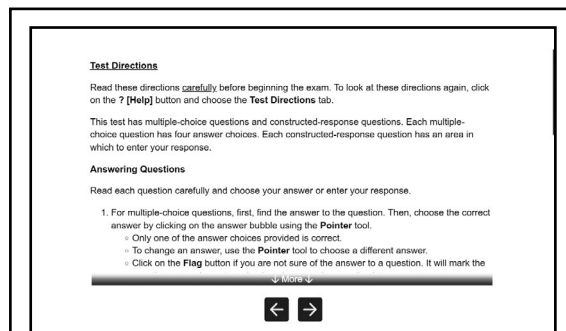 Test Directions
Read these directions carefully before beginning the exam. To look at these directions again, click
on the ? [Help] button and choose the Test Directions tab.
This test has multiple-choice questions and constructed-response questions. Each multiple-
choice question has four answer choices. Each constructed-response question has an area in
which to enter your response.
Answering Questions
Read each question carefully and choose your answer or enter your response.
1. For multiple-choice questions, first, find the answer to the question. Then, choose the correct
answer by clicking on the answer bubble using the Pointer tool.
○ Only one of the answer choices provided is correct.
○ To change an answer, use the Pointer tool to choose a different answer.
○ Click on the Flag button if you are not sure of the answer to a question. It will mark the
↓ More ↓